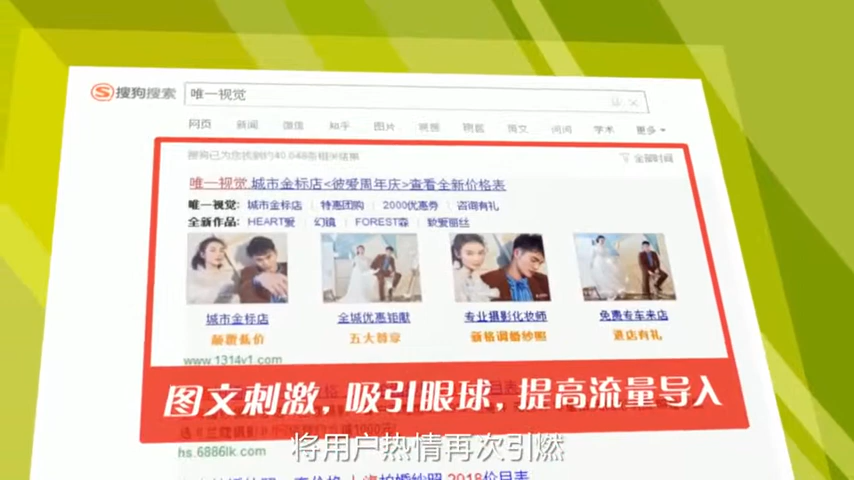 搜狗搜索 唯一视觉
网页 新闻 微信 知乎 图片 视频 明医 英文 问问 学术 更多
搜狗已为您找到约40,048条相关结果 全部时间
唯一视觉 城市金标店<彼爱周年庆>查看全新价格表
唯一视觉: 城市金标店 特惠团购 2000优惠券 咨询有礼
全新作品: HEART爱 幻镜 FOREST森 致爱丽丝
城市金标店 全城优惠钜献 专业摄影化妆师 免费专车来店
颠覆低价 五大尊享 新格调婚纱照 进店有礼
www.1314v1.com
图文刺激，吸引眼球，提高流量导入
将用户热情再次引燃
hs.6886lk.com